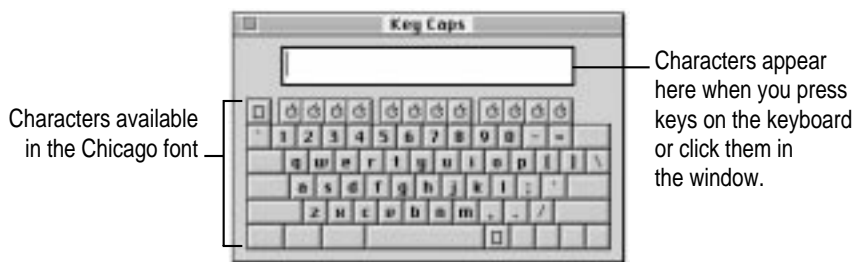 Key Caps
Characters available
in the Chicago font
Characters appear
here when you press
keys on the keyboard
or click them in
the window.
` 1 2 3 4 5 6 7 8 9 0 - =
q w e r t y u i o p [ ] \
a s d f g h j k l ; '
z x c v b n m , . /